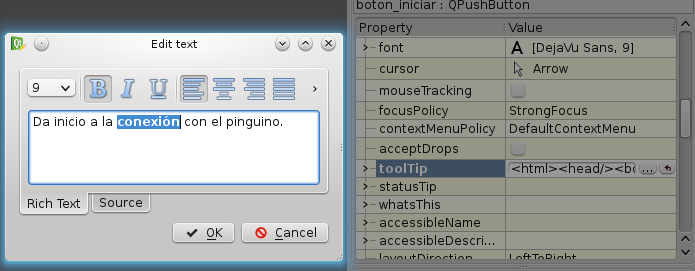 Edit text
9
B I U
Da inicio a la conexión con el pinguino.
Rich Text
Source
OK
Cancel
boton_iniciar : QPushButton
Property Value
font A [DejaVu Sans, 9]
cursor Arrow
mouseTracking
focusPolicy StrongFocus
contextMenuPolicy DefaultContextMenu
acceptDrops
toolTip <html><head/><bo ...
statusTip
whatsThis
accessibleName
accessibleDescri...
layoutDirection LeftToRight